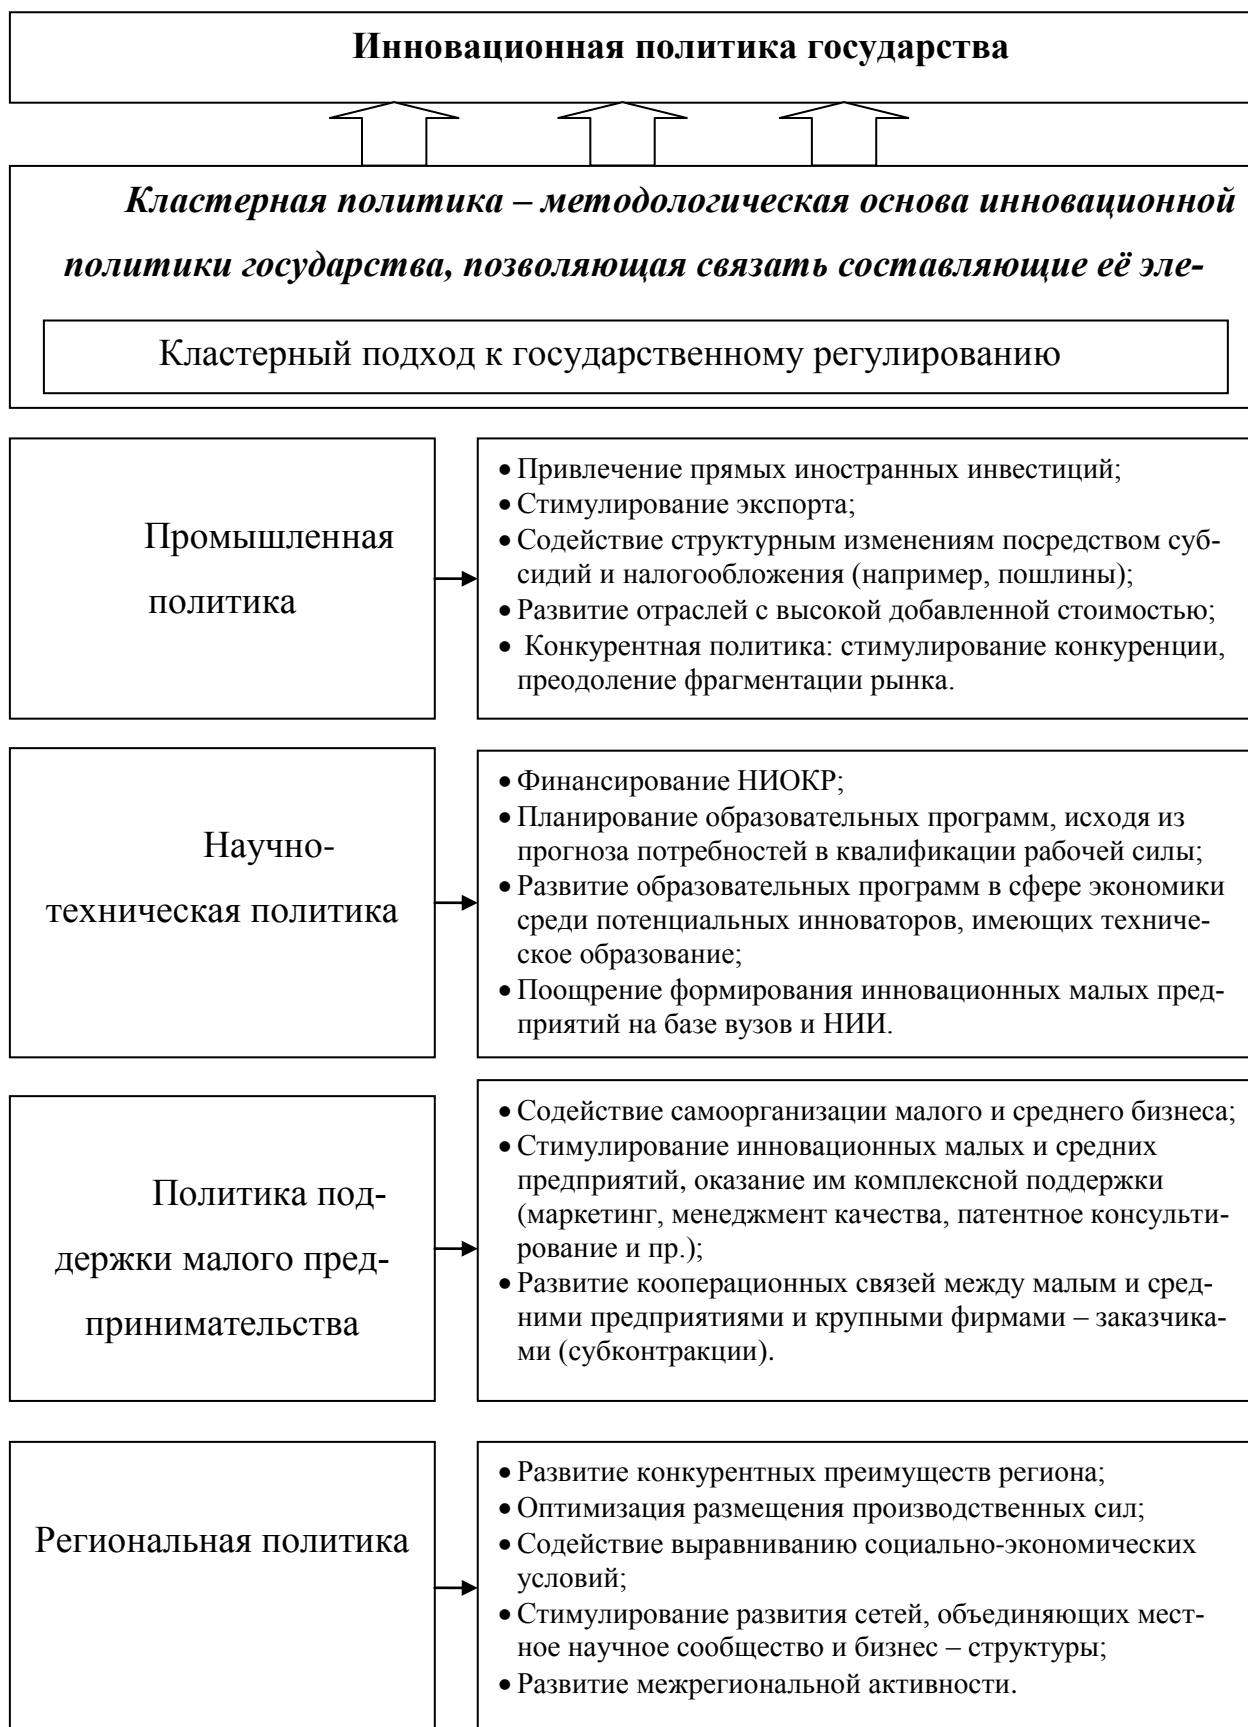 Инновационная политика государства
Кластерная политика – методологическая основа инновационной
политики государства, позволяющая связать составляющие её эле-
Кластерный подход к государственному регулированию
Промышленная
политика
• Привлечение прямых иностранных инвестиций;
• Стимулирование экспорта;
• Содействие структурным изменениям посредством суб-
сидий и налогообложения (например, пошлины);
• Развитие отраслей с высокой добавленной стоимостью;
• Конкурентная политика: стимулирование конкуренции,
преодоление фрагментации рынка.
Научно-
техническая политика
• Финансирование НИОКР;
• Планирование образовательных программ, исходя из
прогноза потребностей в квалификации рабочей силы;
• Развитие образовательных программ в сфере экономики
среди потенциальных инноваторов, имеющих техниче-
ское образование;
• Поощрение формирования инновационных малых пред-
приятий на базе вузов и НИИ.
Политика под-
держки малого пред-
принимательства
• Содействие самоорганизации малого и среднего бизнеса;
• Стимулирование инновационных малых и средних
предприятий, оказание им комплексной поддержки
(маркетинг, менеджмент качества, патентное консульти-
рование и пр.);
• Развитие кооперационных связей между малым и сред-
ними предприятиями и крупными фирмами – заказчика-
ми (субконтракции).
Региональная политика
• Развитие конкурентных преимуществ региона;
• Оптимизация размещения производственных сил;
• Содействие выравниванию социально-экономических
условий;
• Стимулирование развития сетей, объединяющих мест-
ное научное сообщество и бизнес – структуры;
• Развитие межрегиональной активности.